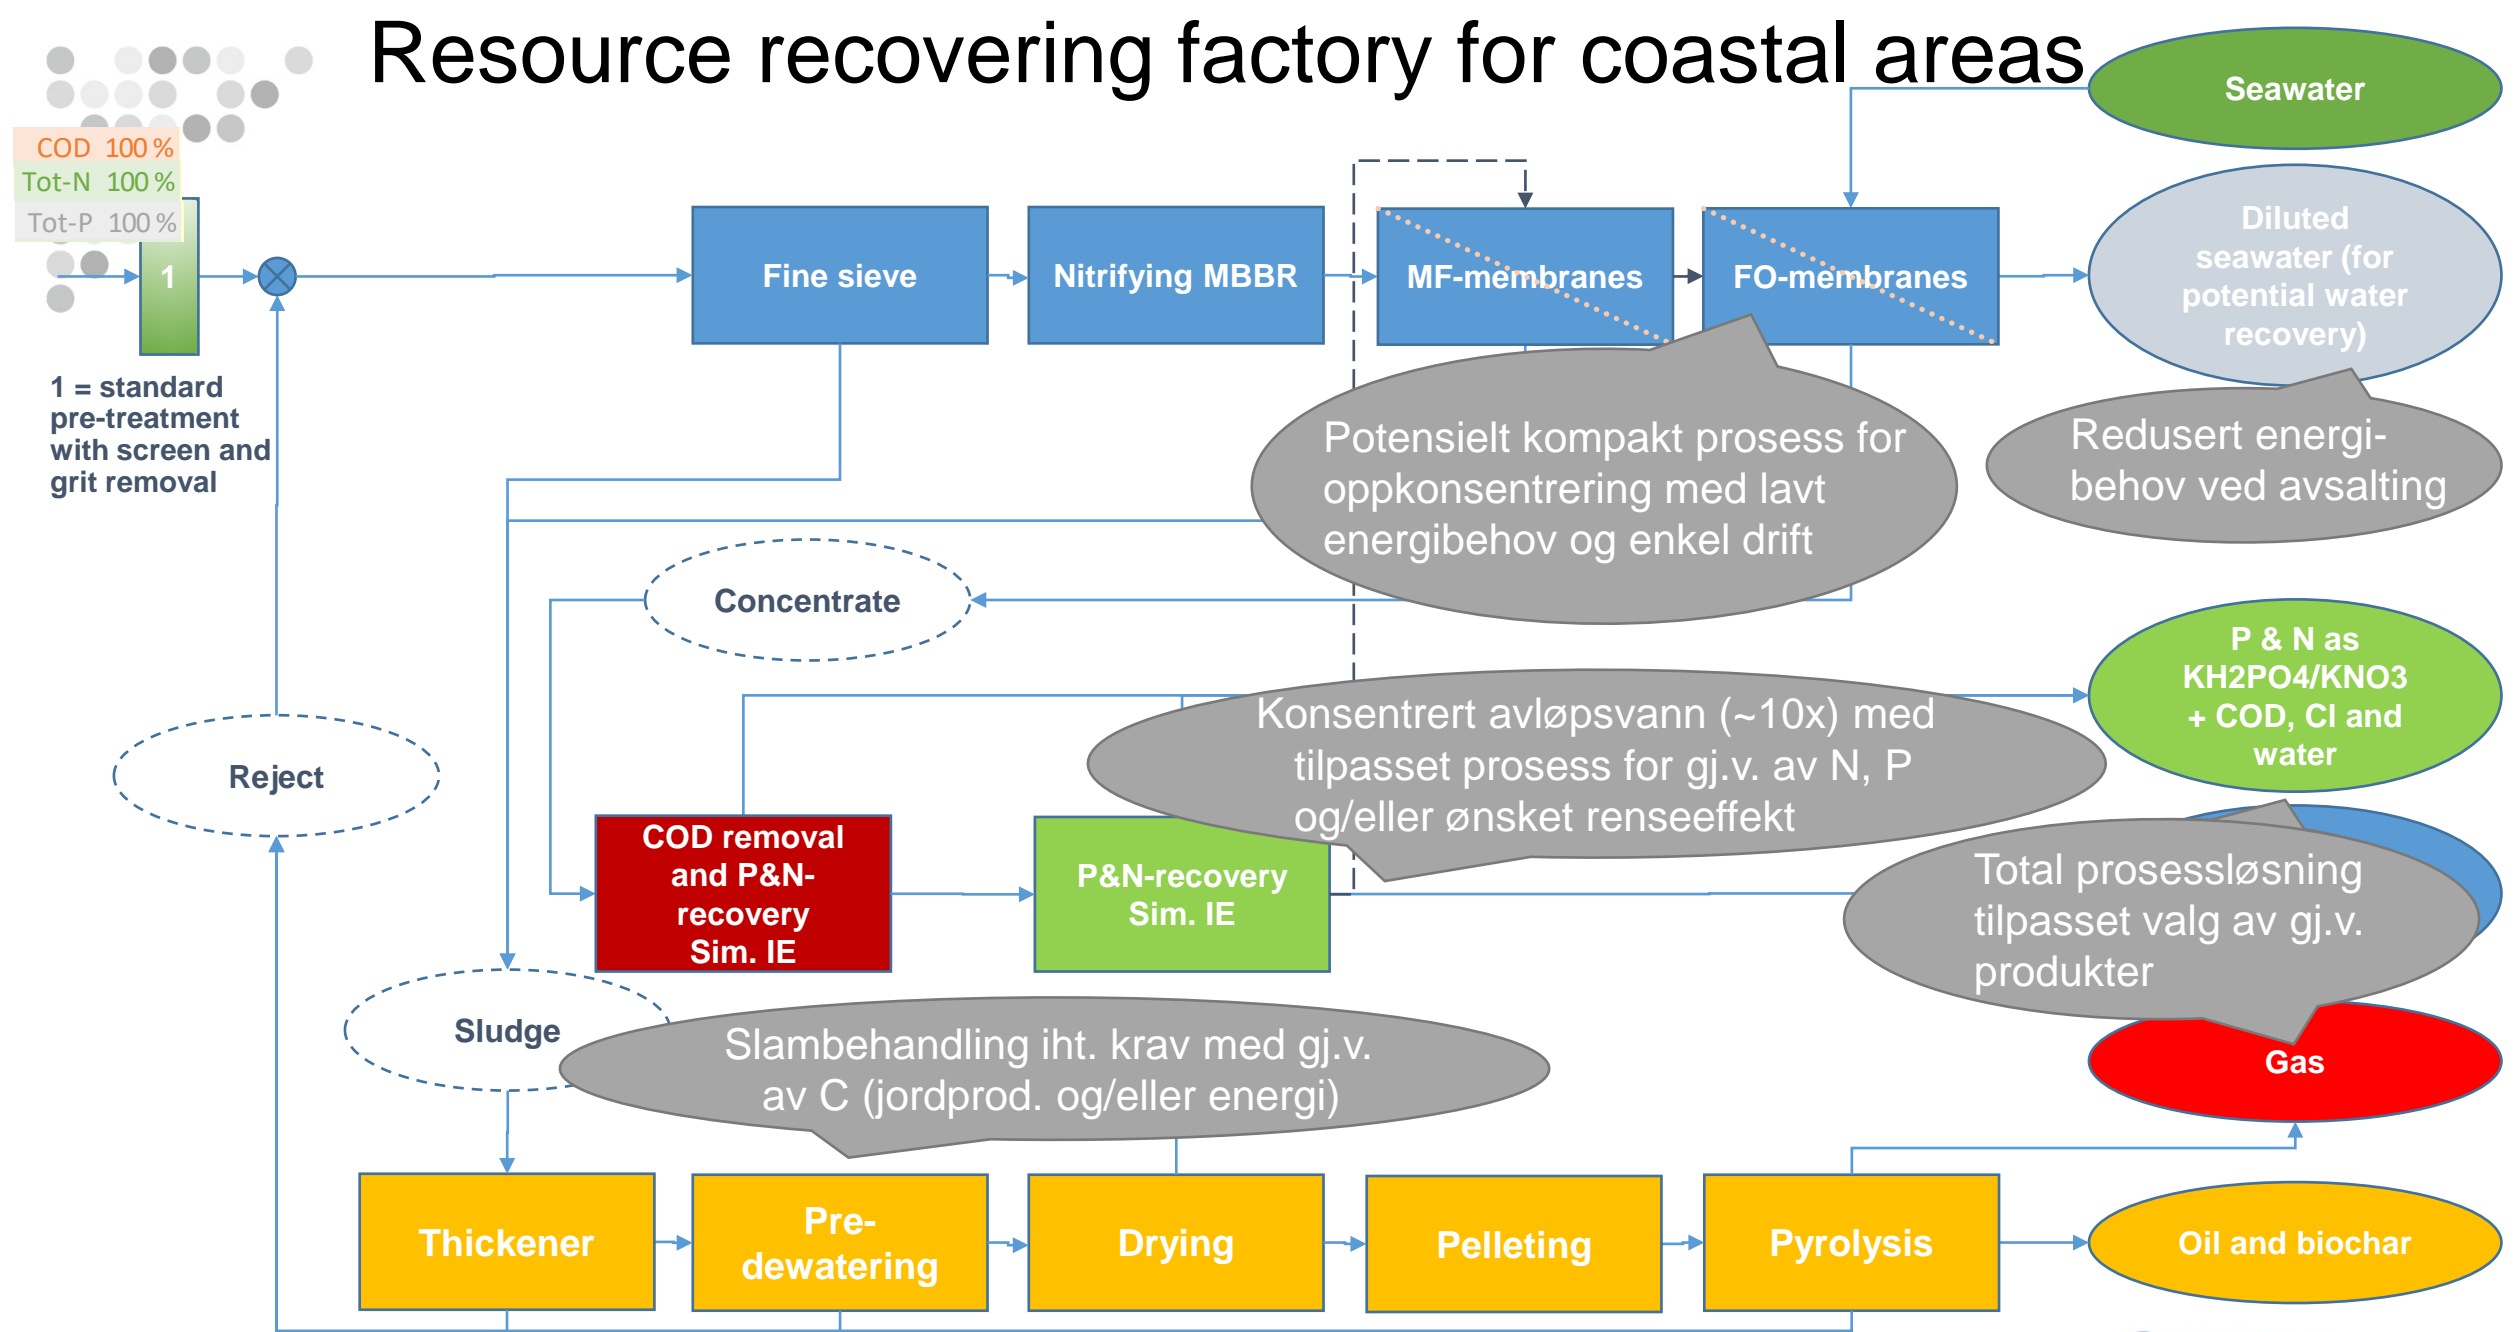 Resource recovering factory for coastal areas
COD 100 %
Tot-N 100 %
Tot-P 100 %
1
1 = standard
pre-treatment
with screen and
grit removal
Fine sieve
Nitrifying MBBR
MF-membranes
FO-membranes
Seawater
Diluted
seawater (for
potential water
recovery)
Potensielt kompakt prosess for
oppkonsentrering med lavt
energibehov og enkel drift
Redusert energi-
behov ved avsalting
Concentrate
Reject
P & N as
KH2PO4/KNO3
+ COD, Cl and
water
Konsentrert avløpsvann (~10x) med
tilpasset prosess for gj.v. av N, P
og/eller ønsket renseeffekt
COD removal
and P&N-
recovery
Sim. IE
P&N-recovery
Sim. IE
Total prosessløsning
tilpasset valg av gj.v.
produkter
Sludge
Slambehandling iht. krav med gj.v.
av C (jordprod. og/eller energi)
Gas
Thickener
Pre-
dewatering
Drying
Pelleting
Pyrolysis
Oil and biochar